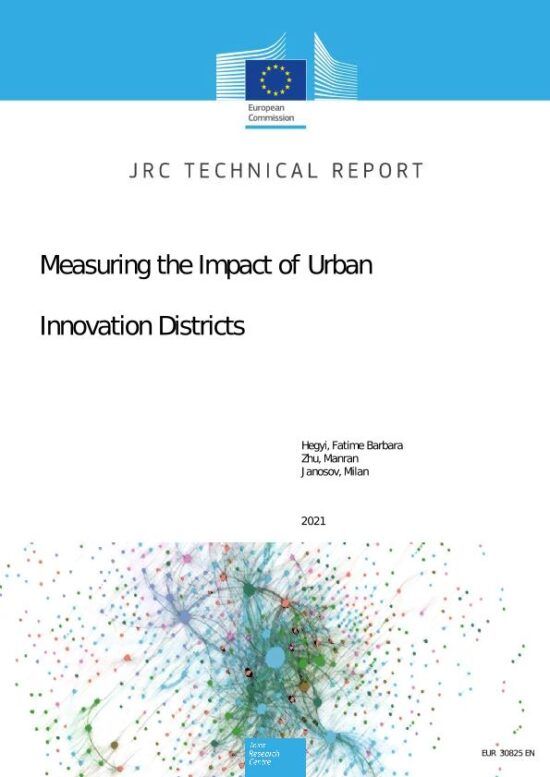 European
Commission
JRC TECHNICAL REPORT
Measuring the Impact of Urban
Innovation Districts
Hegyi, Fatime Barbara
Zhu, Manran
Janosov, Milan
2021
Joint
Research
Centre
EUR 30825 EN